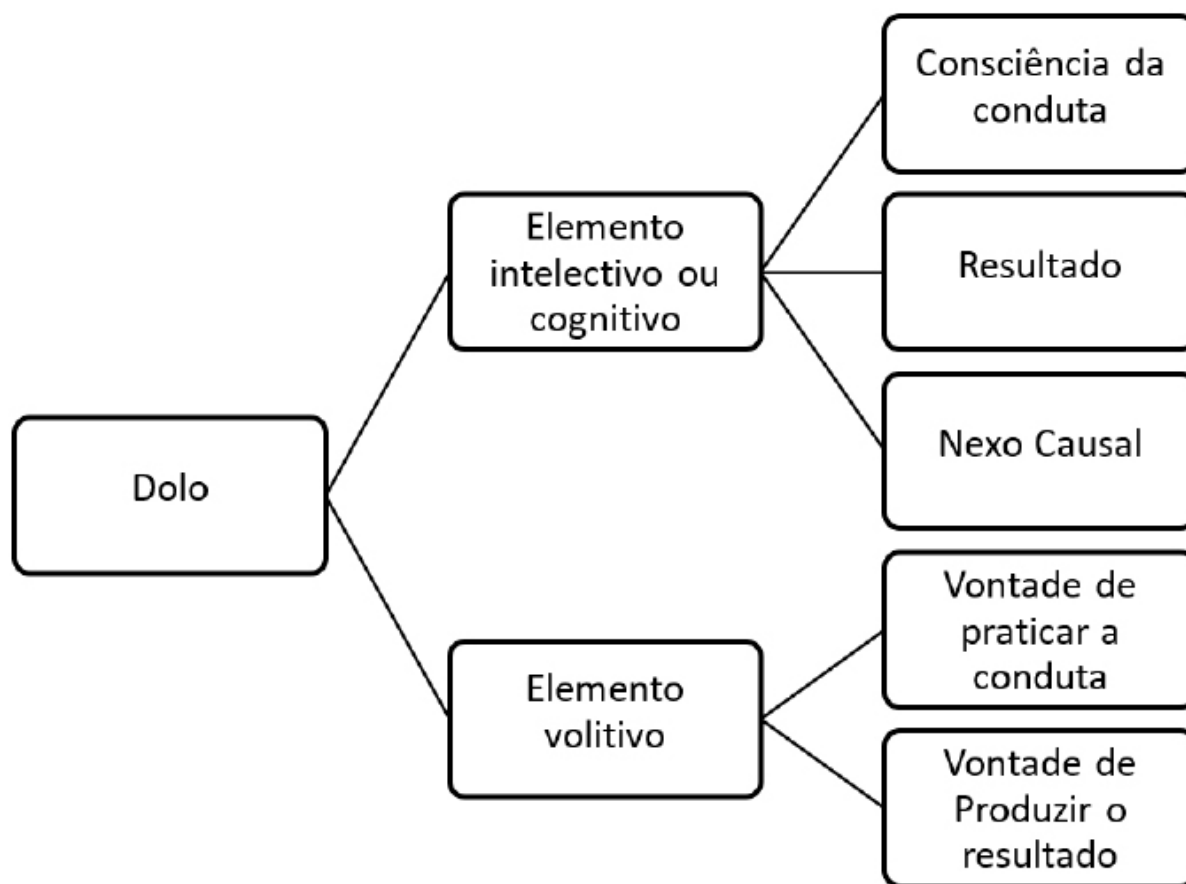 Dolo
Elemento
intelectivo ou
cognitivo
Consciência da
conduta
Resultado
Nexo Causal
Elemento
volitivo
Vontade de
praticar a
conduta
Vontade de
Produzir o
resultado